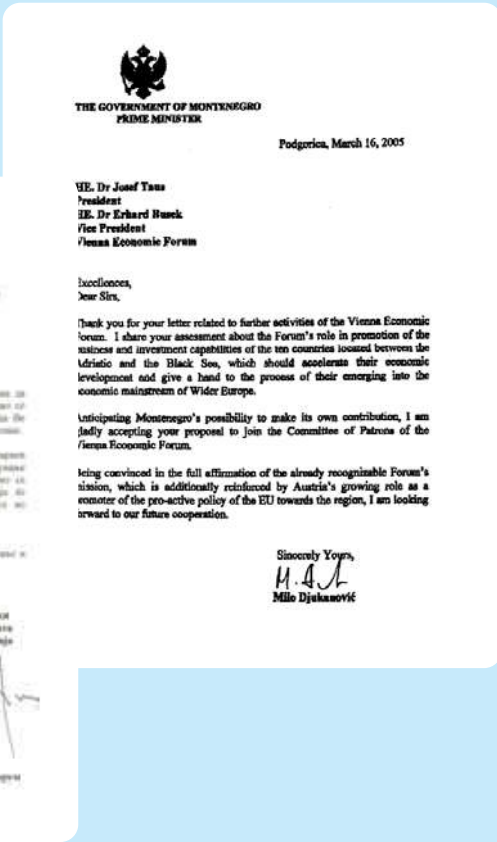 THE GOVERNMENT OF MONTENEGRO
PRIME MINISTER
Podgorica, March 16, 2005
HE. Dr Josef Taus
President
HE. Dr Erhard Busek
Vice President
Vienna Economic Forum
Excellences,
Dear Sirs,
Thank you for your letter related to further activities of the Vienna Economic
Forum. I share your assessment about the Forum's role in promotion of the
business and investment capabilities of the ten countries located between the
Adriatic and the Black Sea, which should accelerate their economic
development and give a hand to the process of their emerging into the
economic mainstream of Wider Europe.
Anticipating Montenegro's possibility to make its own contribution, I am
gladly accepting your proposal to join the Committee of Patrons of the
Vienna Economic Forum.
Being convinced in the full affirmation of the already recognizable Forum's
mission, which is additionally reinforced by Austria's growing role as a
promoter of the pro-active policy of the EU towards the region, I am looking
forward to our future cooperation.
Sincerely Yours,
Milo Djukanović